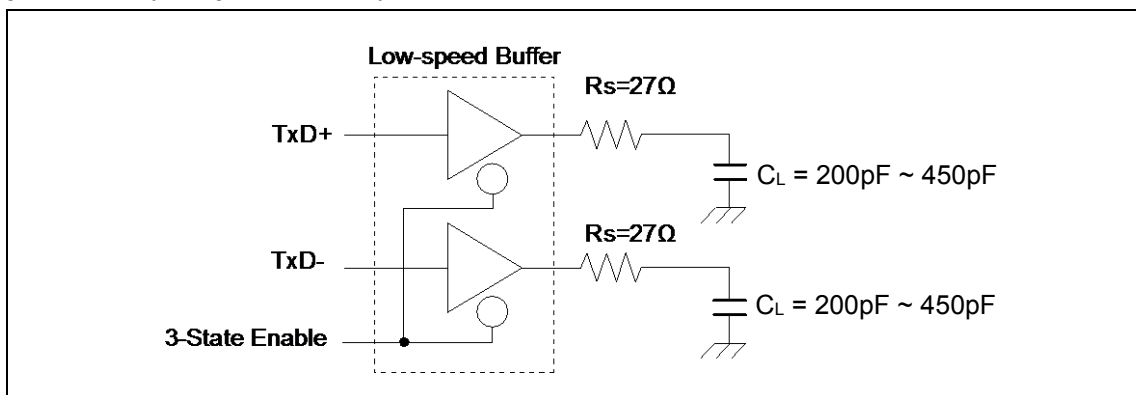 Low-speed Buffer
Rs=27Ω
TxD+
CL = 200pF ~ 450pF
Rs=27Ω
TxD-
CL = 200pF ~ 450pF
3-State Enable